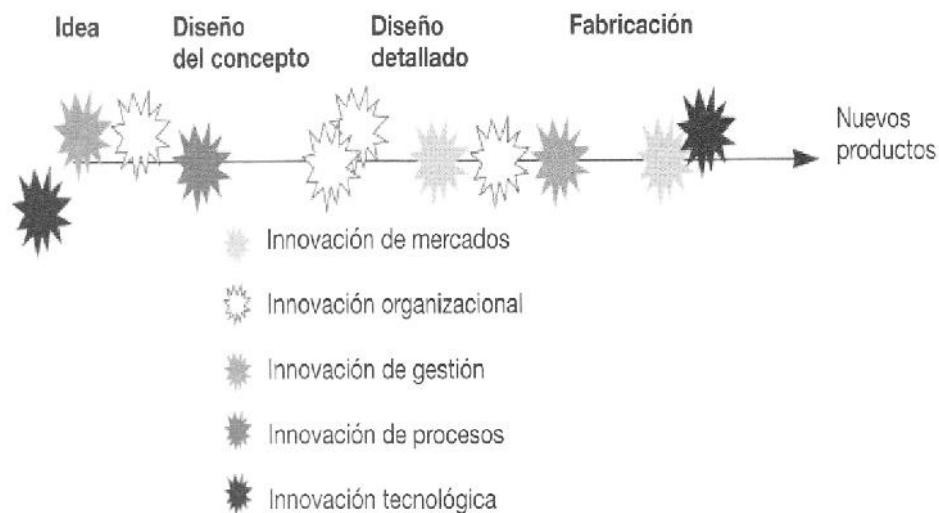 Idea
Diseño
del concepto
Diseño
detallado
Fabricación
Nuevos
productos
Innovación de mercados
Innovación organizacional
Innovación de gestión
Innovación de procesos
Innovación tecnológica